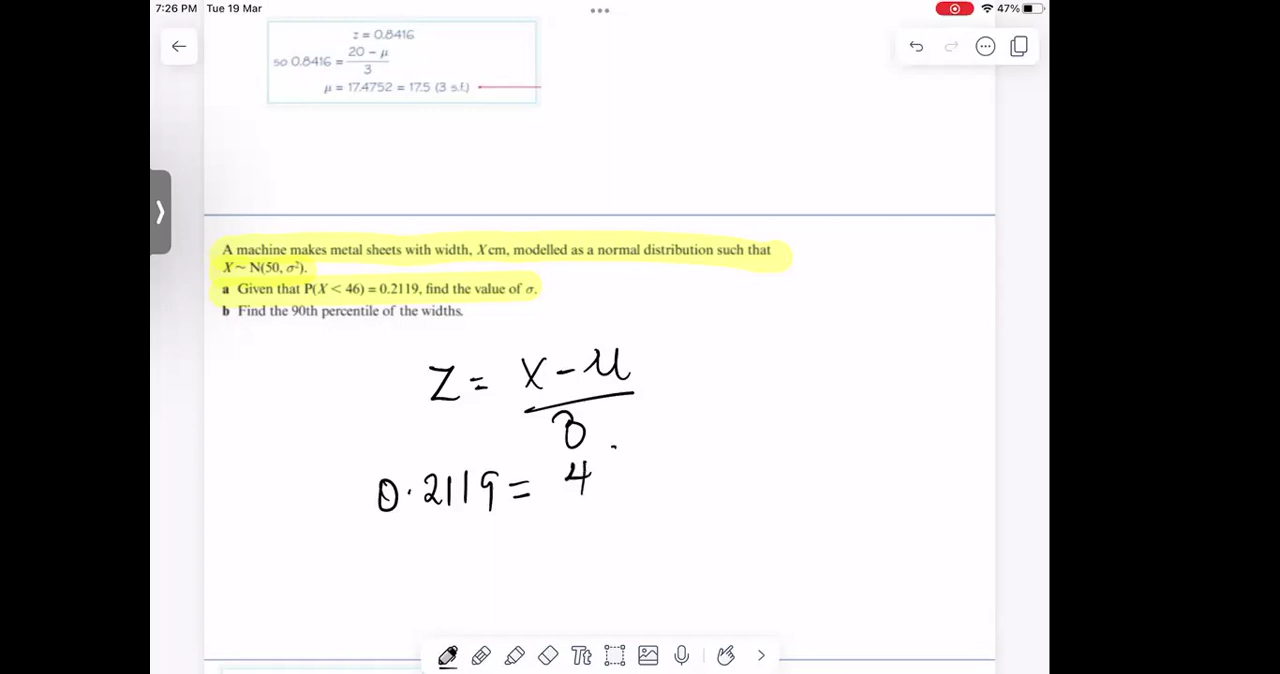 7:26 PM Tue 19 Mar
47%
z = 0.8416
so 0.8416 = 20 − μ / 3
μ = 17.4752 = 17.5 (3 s.f.)
A machine makes metal sheets with width, X cm, modelled as a normal distribution such that
X ~ N(50, σ²).
a Given that P(X < 46) = 0.2119, find the value of σ.
b Find the 90th percentile of the widths.
Z = X - μ / 3
0.2119 = 4
Tt